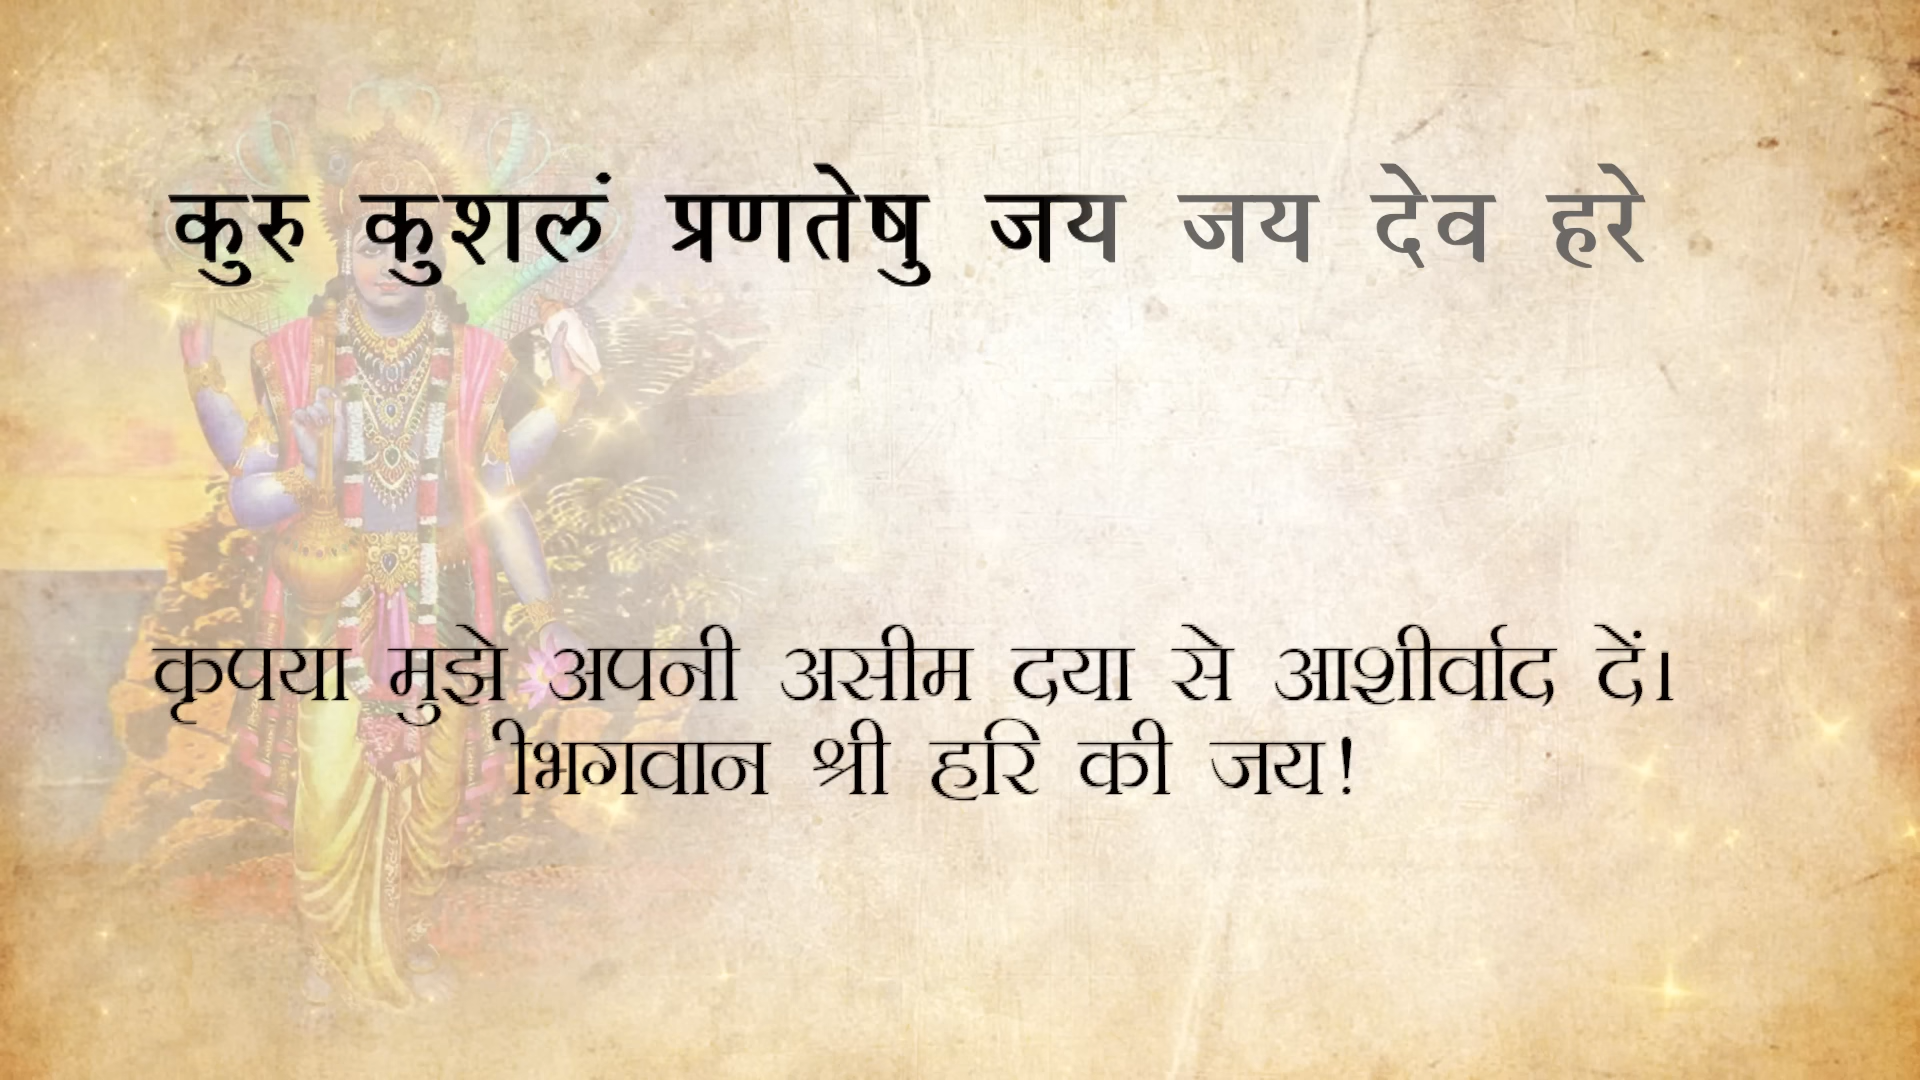 कुरु कुशलं प्रणतेषु जय जय देव हरे
कृपया मुझे अपनी असीम दया से आशीर्वाद दें।
ीभगवान श्री हरि की जय!